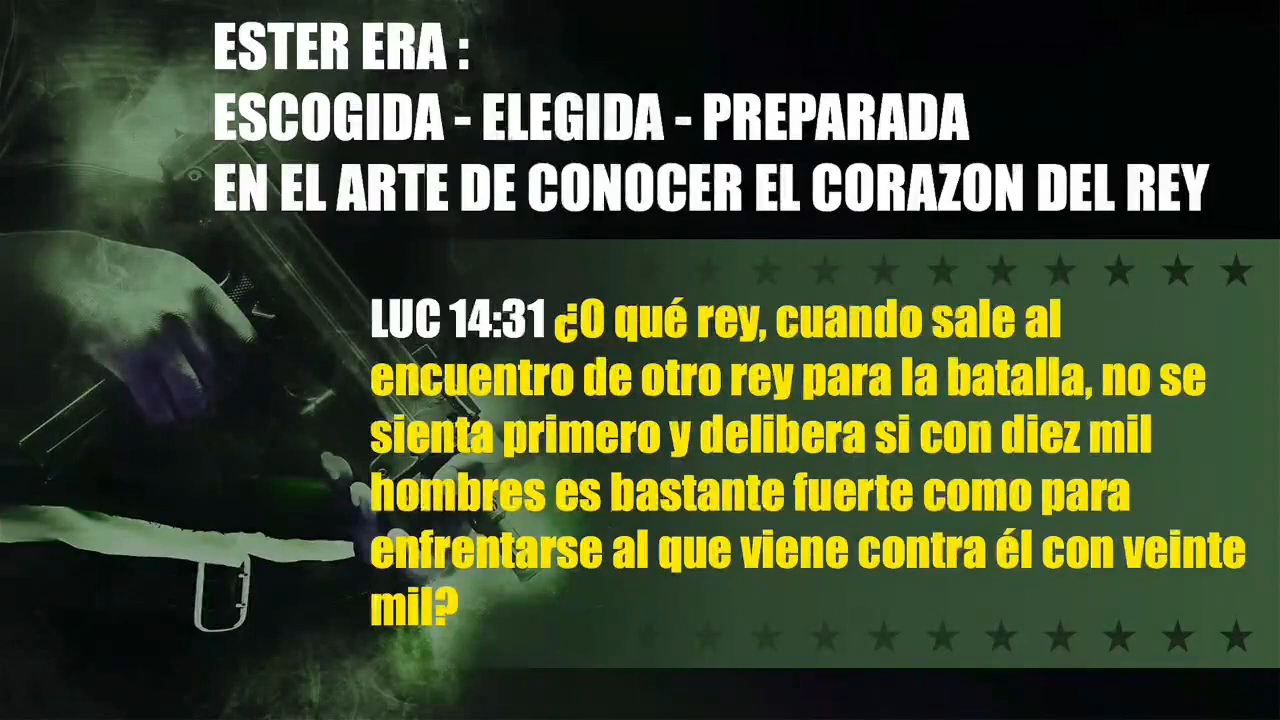 ESTER ERA :
ESCOGIDA - ELEGIDA - PREPARADA
EN EL ARTE DE CONOCER EL CORAZON DEL REY
LUC 14:31 ¿O qué rey, cuando sale al
encuentro de otro rey para la batalla, no se
sienta primero y delibera si con diez mil
hombres es bastante fuerte como para
enfrentarse al que viene contra él con veinte
mil?